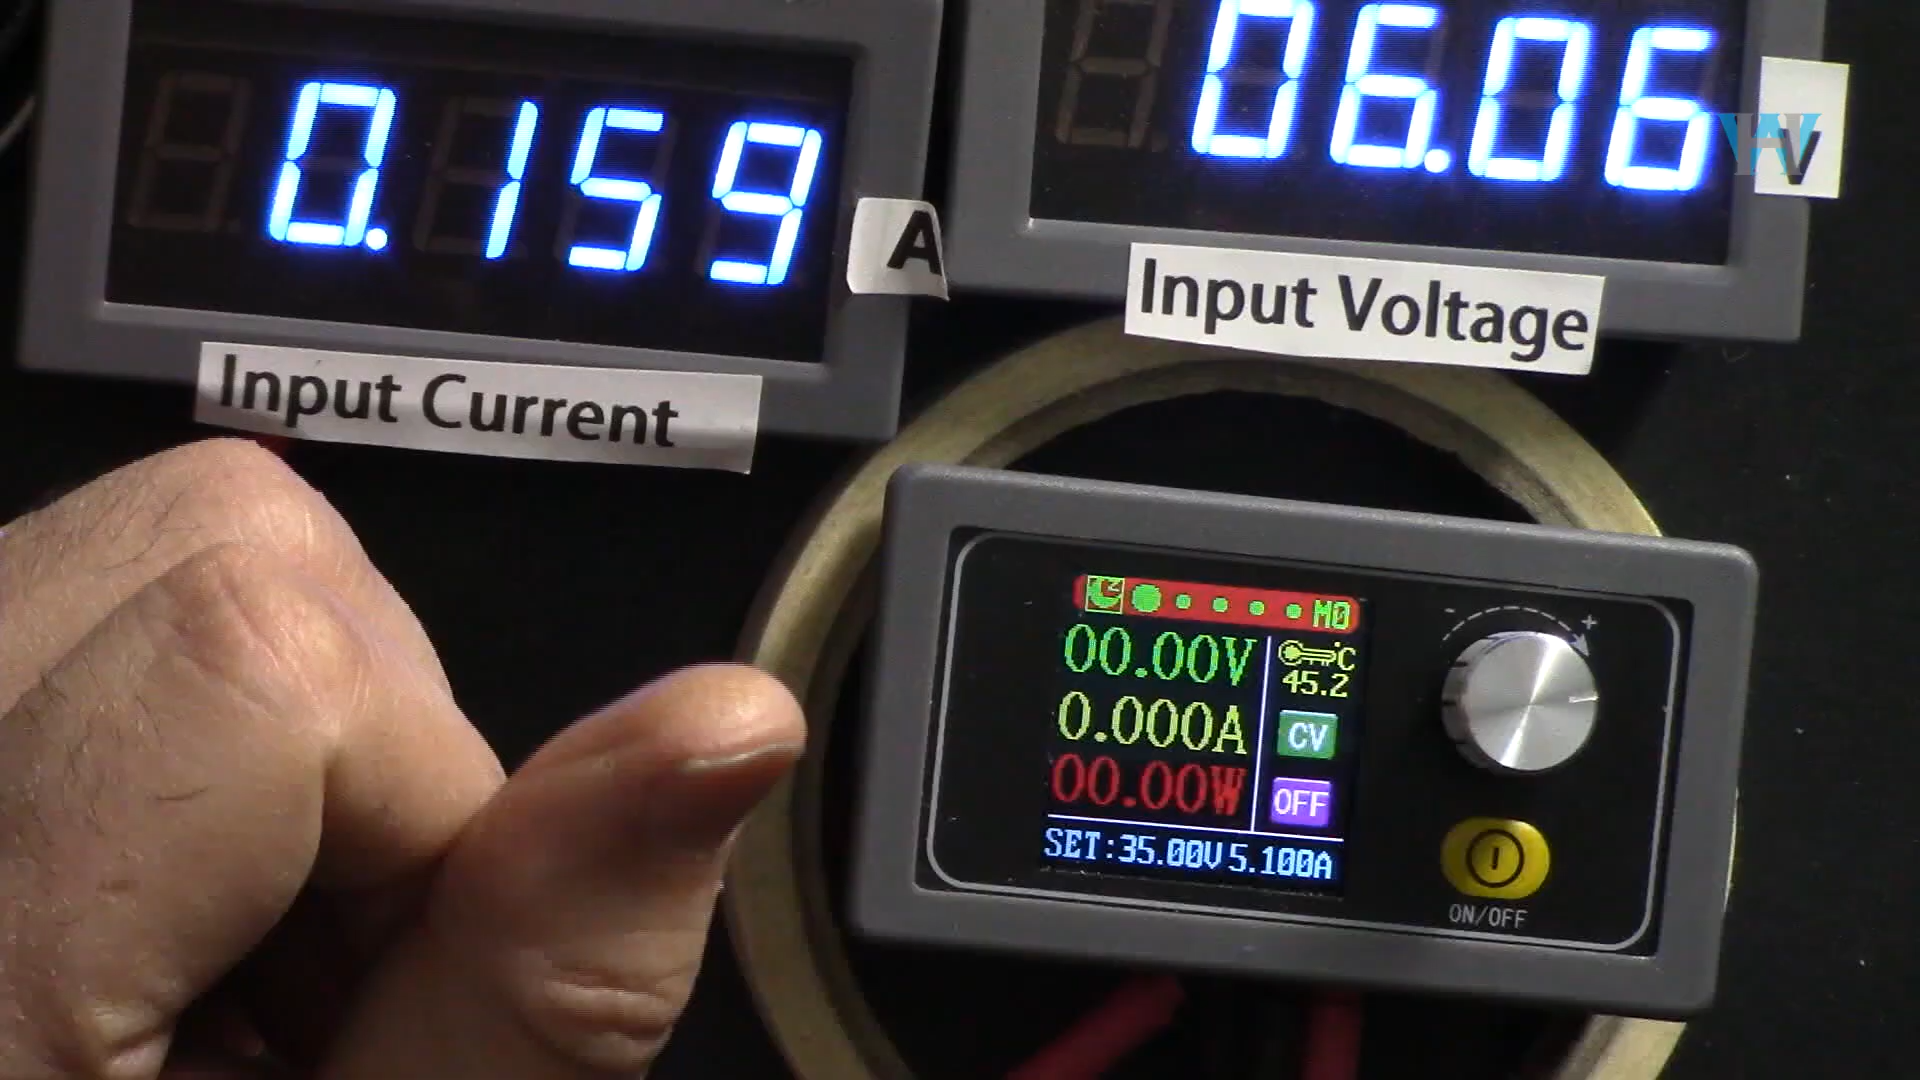 0.159
A
Input Current
06.06
V
Input Voltage
M0
00.00V
0.000A
00.00W
°C
45.2
CV
OFF
SET:35.00V 5.100A
- +
ON/OFF